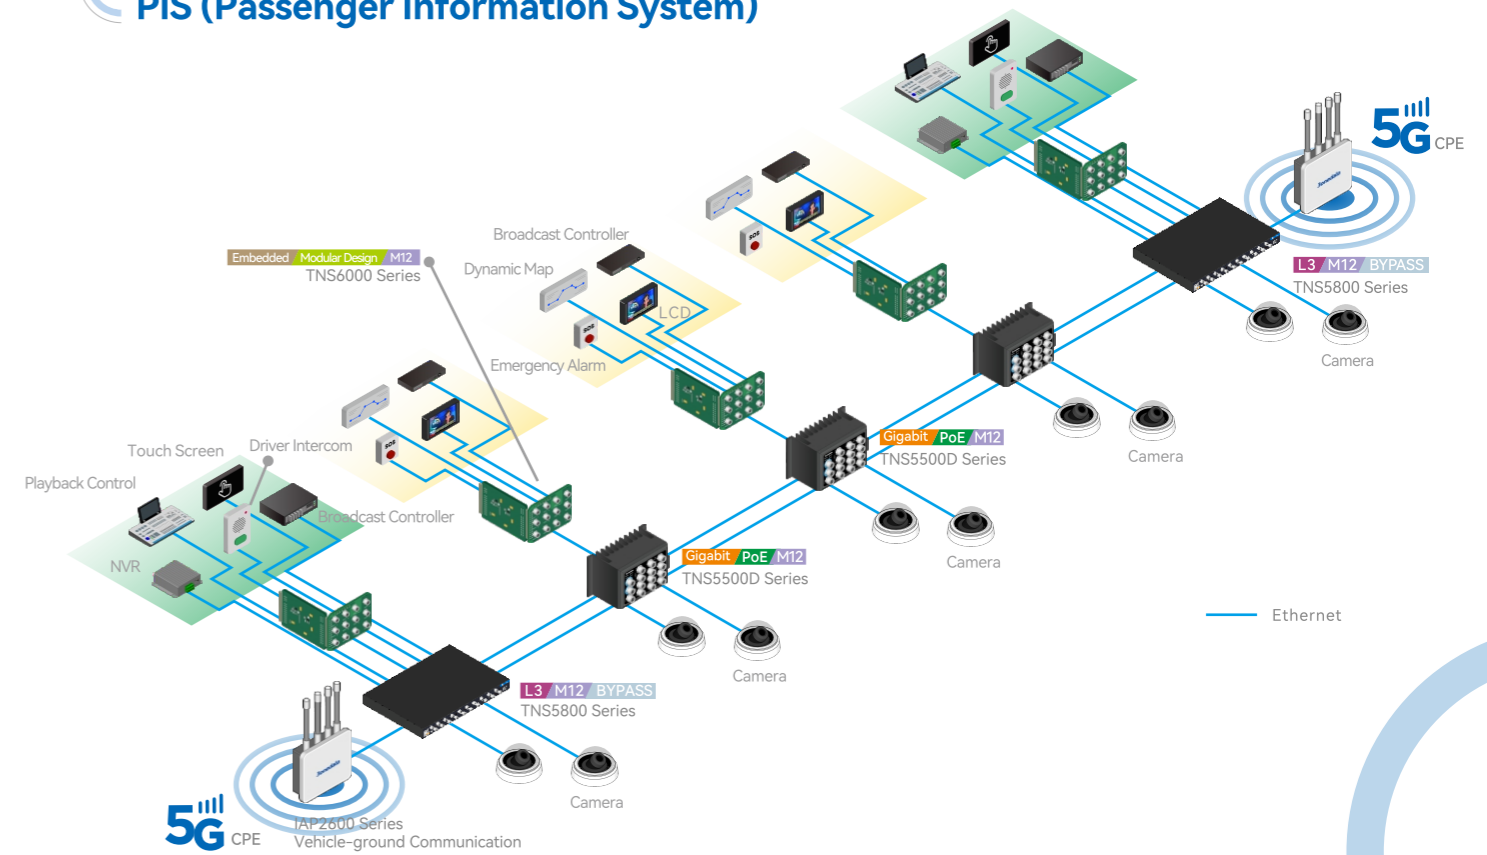 PIS (Passenger Information System)
5G CPE
L3 M12 BYPASS
TNS5800 Series
Camera
Broadcast Controller
Dynamic Map
LCD
SOS
Emergency Alarm
SOS
Embedded Modular Design M12
TNS6000 Series
Gigabit PoE M12
TNS5500D Series
Camera
Camera
Touch Screen
Driver Intercom
Playback Control
Broadcast Controller
NVR
SOS
Gigabit PoE M12
TNS5500D Series
Camera
Ethernet
L3 M12 BYPASS
TNS5800 Series
Camera
5G CPE
IAP2600 Series
Vehicle-ground Communication